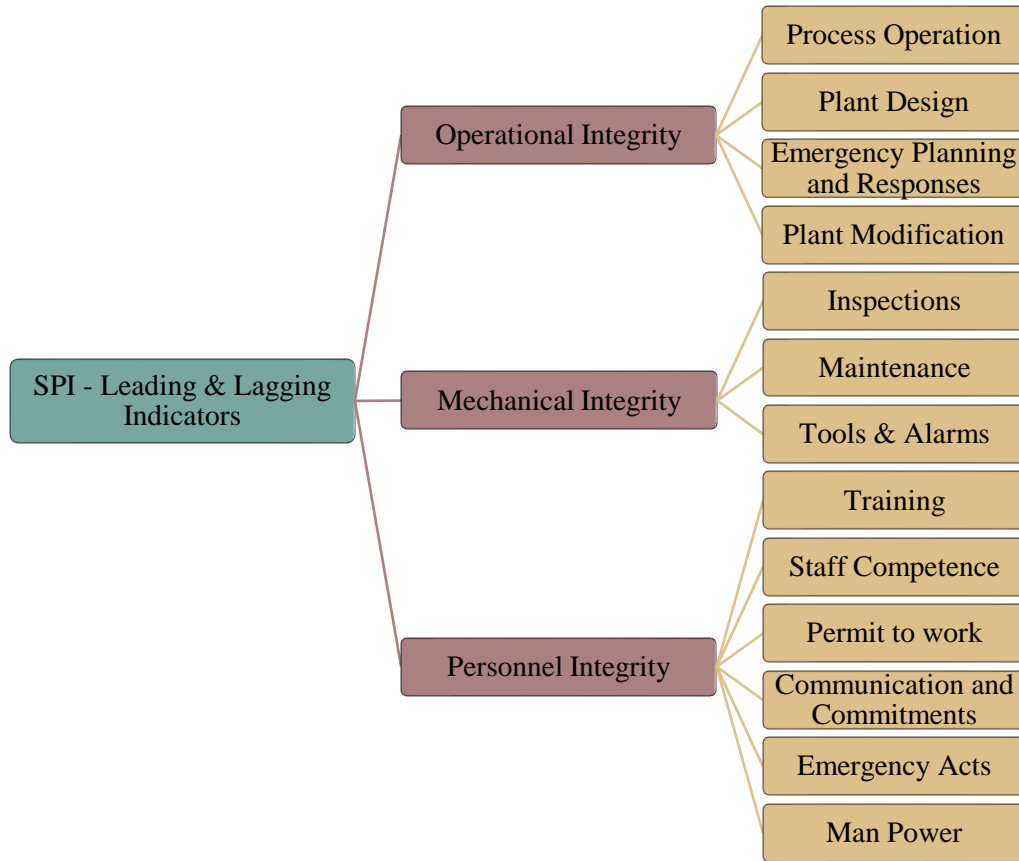 SPI - Leading & Lagging
Indicators
Operational Integrity
Process Operation
Plant Design
Emergency Planning
and Responses
Plant Modification
Mechanical Integrity
Inspections
Maintenance
Tools & Alarms
Personnel Integrity
Training
Staff Competence
Permit to work
Communication and
Commitments
Emergency Acts
Man Power